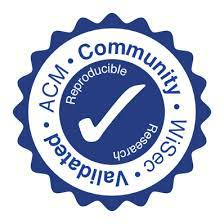 ACM • Community • WiSec • Validated •
Reproducible
Research